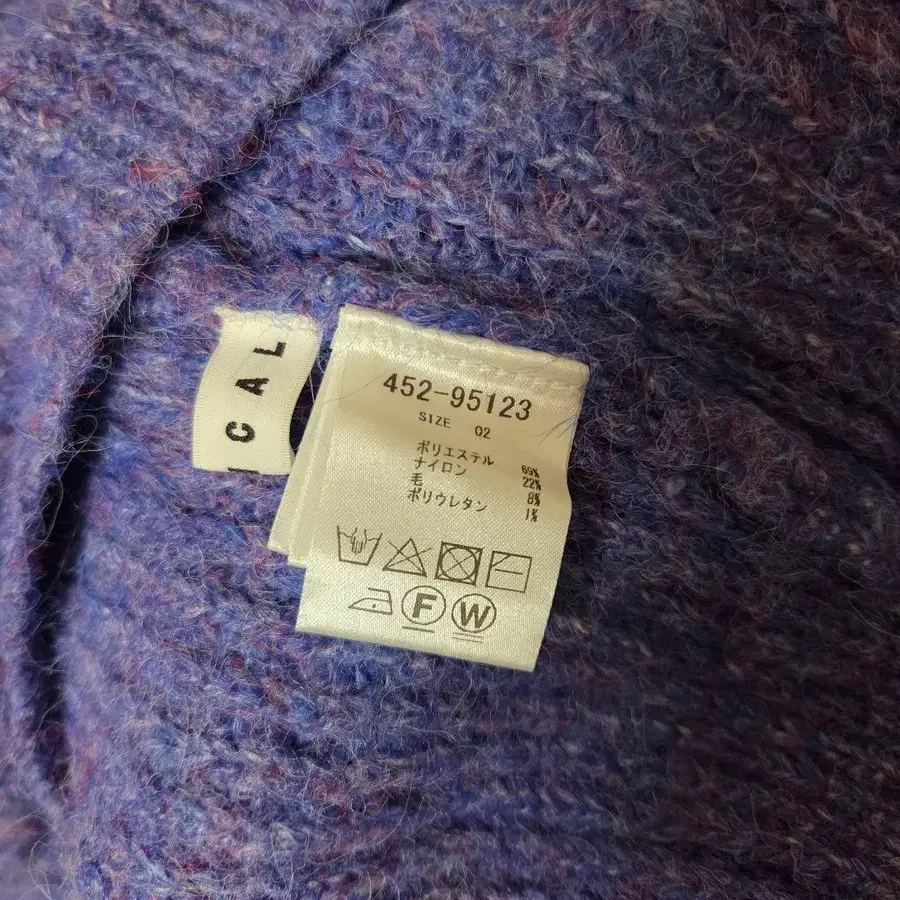 ICAL
452-95123
SIZE 02
ポリエステル 69%
ナイロン 22%
毛 8%
ポリウレタン 1%
F W